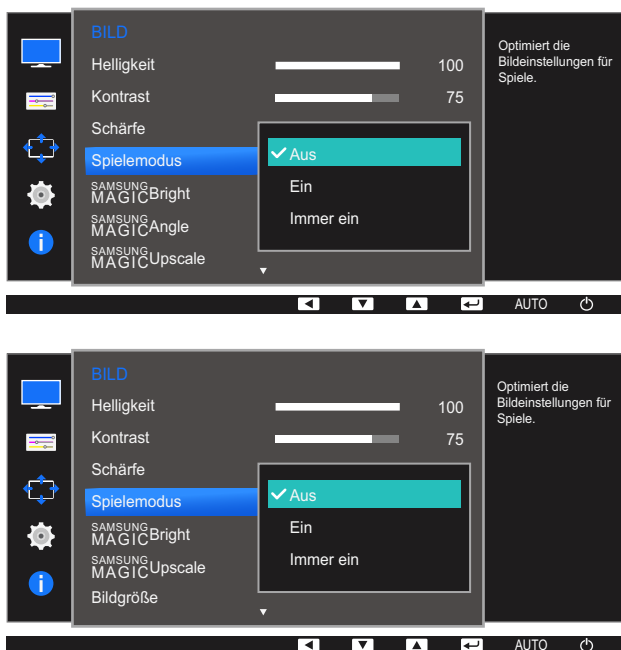 BILD
Helligkeit 100
Kontrast 75
Schärfe
Spielemodus
Aus
Ein
Immer ein
SAMSUNG
MAGICBright
SAMSUNG
MAGICAngle
SAMSUNG
MAGICUpscale
Optimiert die
Bildeinstellungen für
Spiele.
AUTO
BILD
Helligkeit 100
Kontrast 75
Schärfe
Spielemodus
Aus
Ein
Immer ein
SAMSUNG
MAGICBright
SAMSUNG
MAGICUpscale
Bildgröße
Optimiert die
Bildeinstellungen für
Spiele.
AUTO